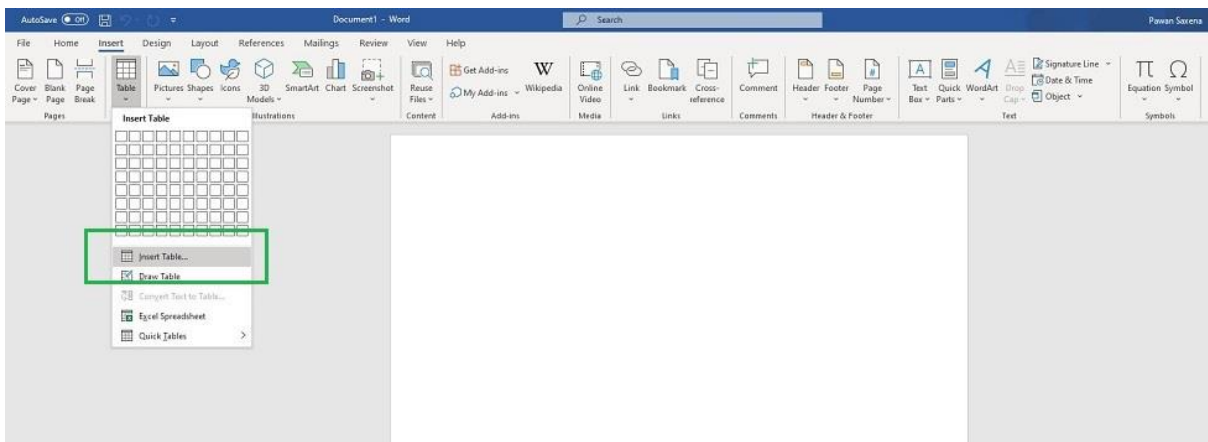 AutoSave Off Document1 - Word Search Pawan Saxena
File Home Insert Design Layout References Mailings Review View Help
Cover Page
Blank Page
Page Break
Table
Pictures
Shapes
Icons
3D Models
SmartArt
Chart
Screenshot
Reuse Files
Get Add-ins
My Add-ins
Wikipedia
Online Video
Link
Bookmark
Cross-reference
Comment
Header
Footer
Page Number
Text Box
Quick Parts
WordArt
Drop Cap
Signature Line
Date & Time
Object
Equation
Symbol
Pages Illustrations Content Add-ins Media Links Comments Header & Footer Text Symbols
Insert Table
Insert Table...
Draw Table
Convert Text to Table...
Excel Spreadsheet
Quick Tables